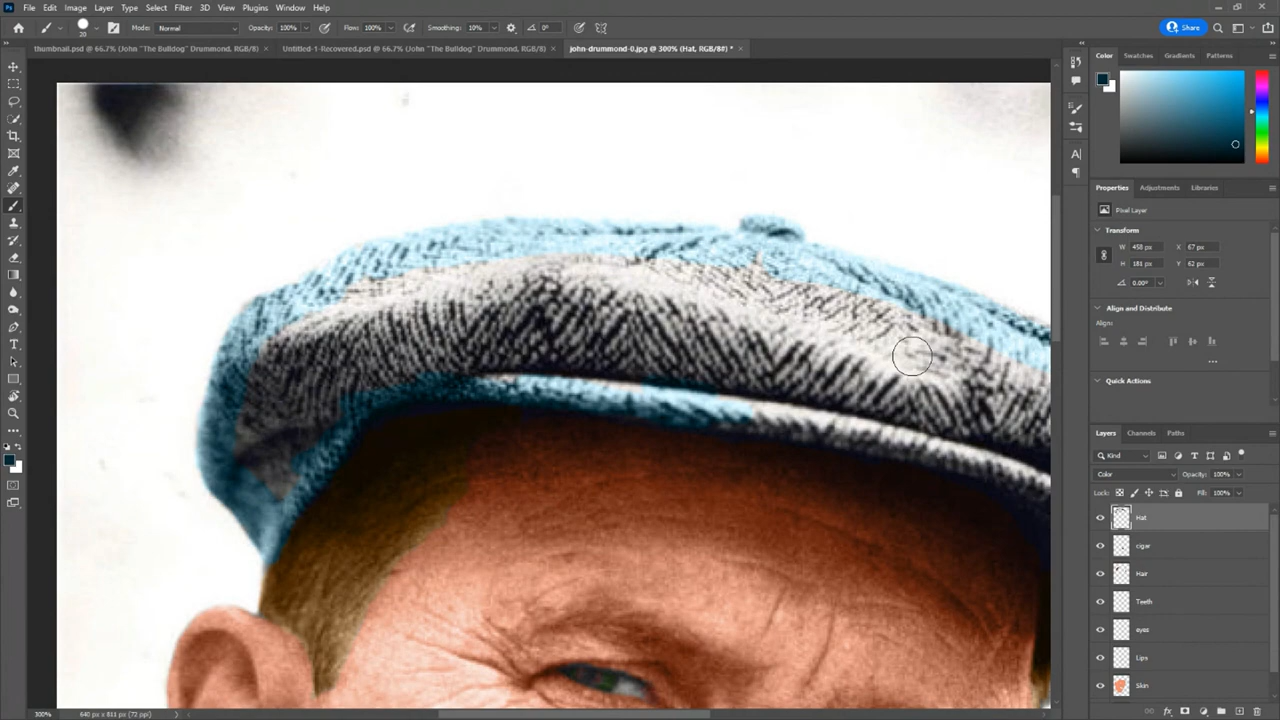 Ps File Edit Image Layer Type Select Filter 3D View Plugins Window Help
20 Mode: Normal Opacity: 100% Flow: 100% Smoothing: 10% 0° Share
thumbnail.psd @ 66.7% (John "The Bulldog" Drummond, RGB/8) × Untitled-1-Recovered.psd @ 66.7% (John "The Bulldog" Drummond, RGB/8) × john-drummond-0.jpg @ 300% (Hat, RGB/8#) * ×
Color Swatches Gradients Patterns
Properties Adjustments Libraries
Pixel Layer
Transform
W 458 px X 67 px
H 181 px Y 62 px
0.00°
Align and Distribute
Align:
Quick Actions
Layers Channels Paths
Kind
Color Opacity: 100%
Lock: Fill: 100%
Hat
cigar
Hair
Teeth
eyes
Lips
Skin
300% 640 px x 811 px (72 ppi)